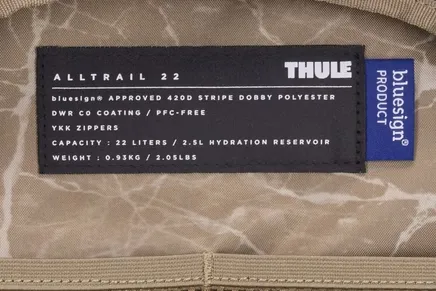 ALLTRAIL 22
THULE
bluesign® APPROVED 420D STRIPE DOBBY POLYESTER
DWR C0 COATING / PFC-FREE
YKK ZIPPERS
CAPACITY : 22 LITERS / 2.5L HYDRATION RESERVOIR
WEIGHT : 0.93KG / 2.05LBS
bluesign®
PRODUCT